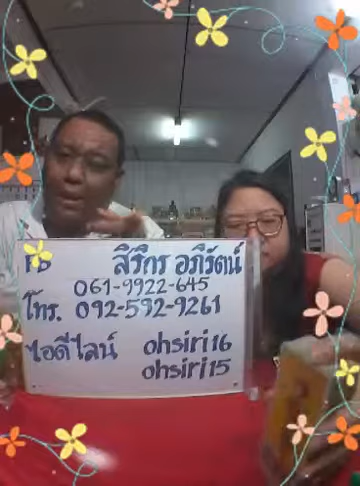 FB สิริกร อภิรัตน์
061-9922-645
โทร. 092-592-9261
ไอดีไลน์ ohsiri16
ohsiri15